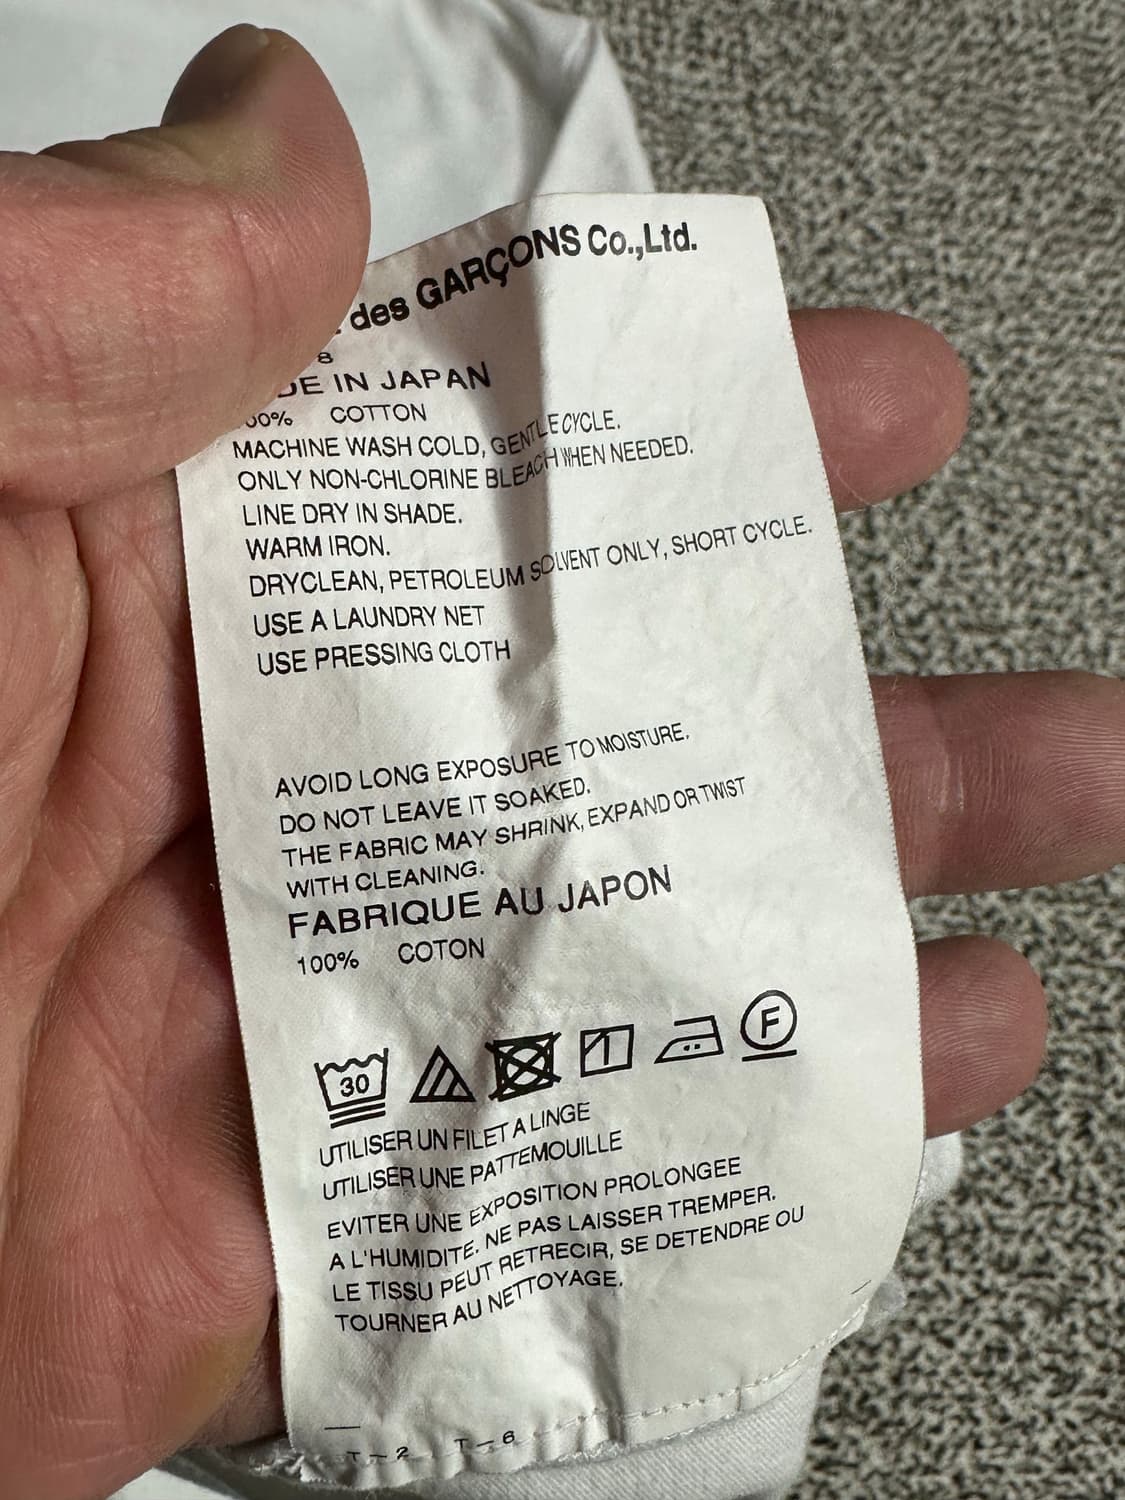 des GARÇONS Co.,Ltd.
8
DE IN JAPAN
00% COTTON
MACHINE WASH COLD, GENTLE CYCLE.
ONLY NON-CHLORINE BLEACH WHEN NEEDED.
LINE DRY IN SHADE.
WARM IRON.
DRYCLEAN, PETROLEUM SOLVENT ONLY, SHORT CYCLE.
USE A LAUNDRY NET
USE PRESSING CLOTH
AVOID LONG EXPOSURE TO MOISTURE.
DO NOT LEAVE IT SOAKED.
THE FABRIC MAY SHRINK, EXPAND OR TWIST
WITH CLEANING.
FABRIQUE AU JAPON
100% COTON
30 F
UTILISER UN FILET A LINGE
UTILISER UNE PATTEMOUILLE
EVITER UNE EXPOSITION PROLONGEE
A L'HUMIDITE. NE PAS LAISSER TREMPER.
LE TISSU PEUT RETRECIR, SE DETENDRE OU
TOURNER AU NETTOYAGE.
T-2 T-6